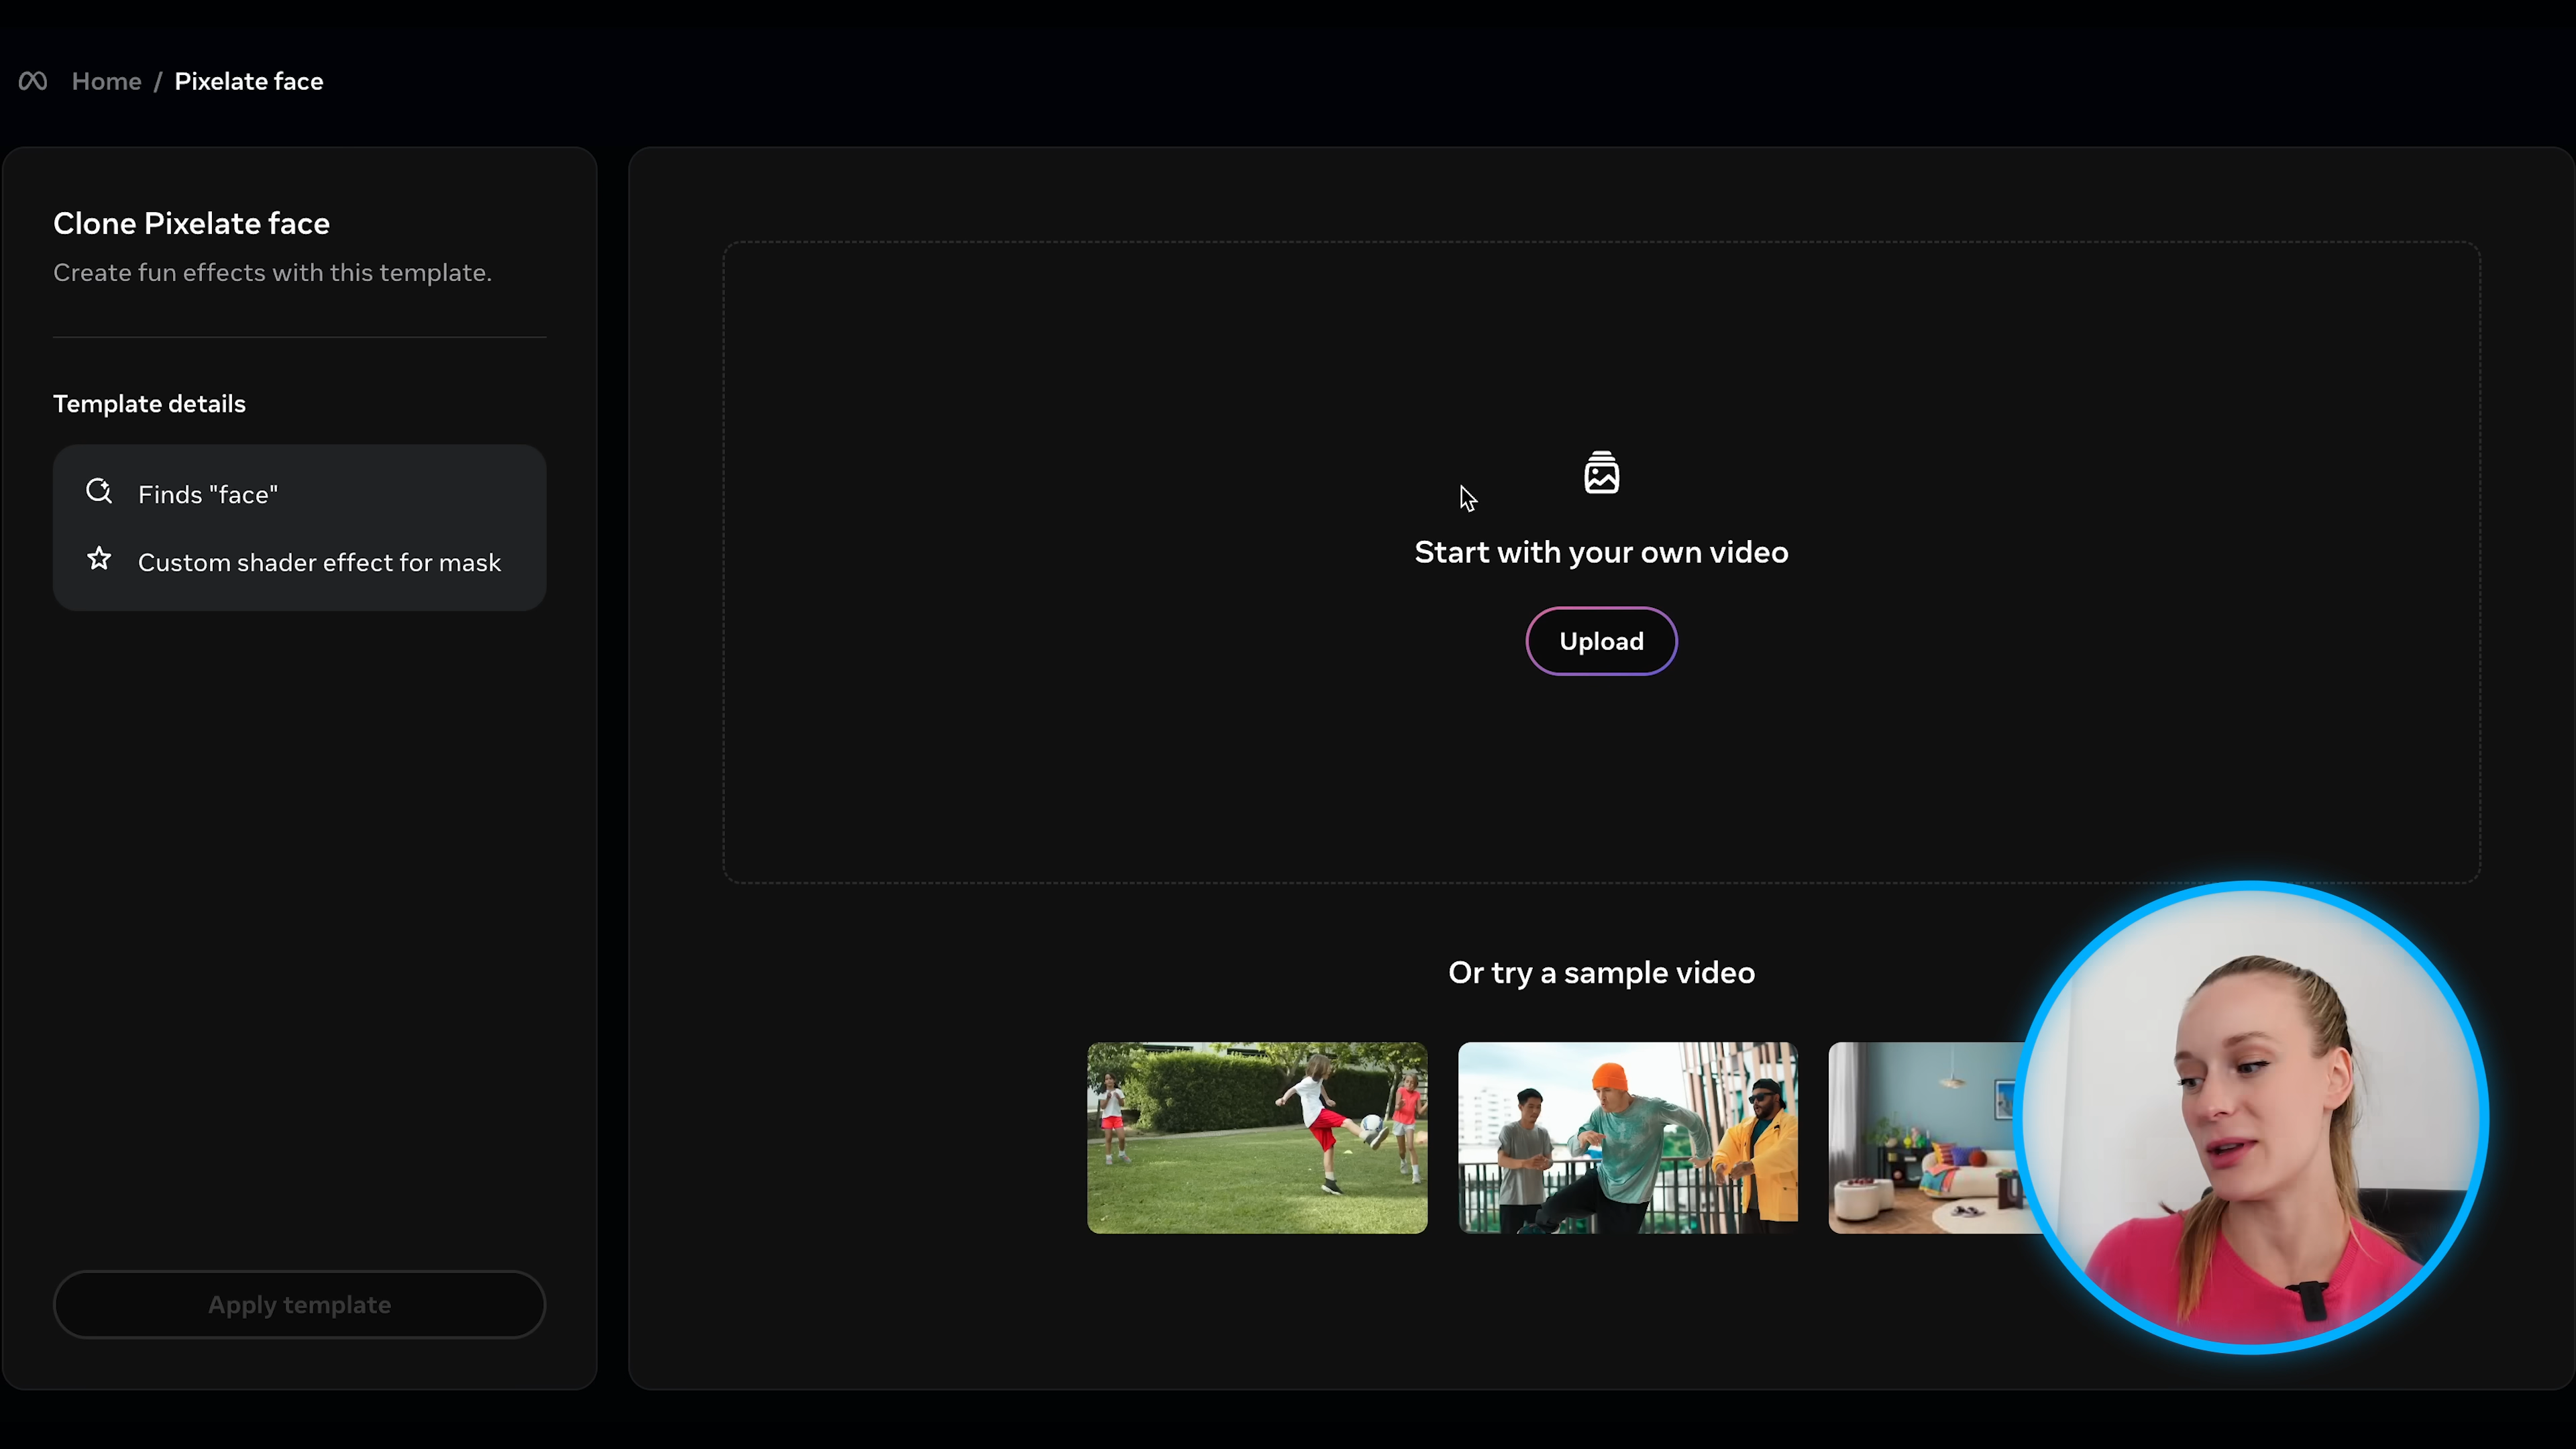 Home / Pixelate face
Clone Pixelate face
Create fun effects with this template.
Template details
Finds "face"
Custom shader effect for mask
Apply template
Start with your own video
Upload
Or try a sample video